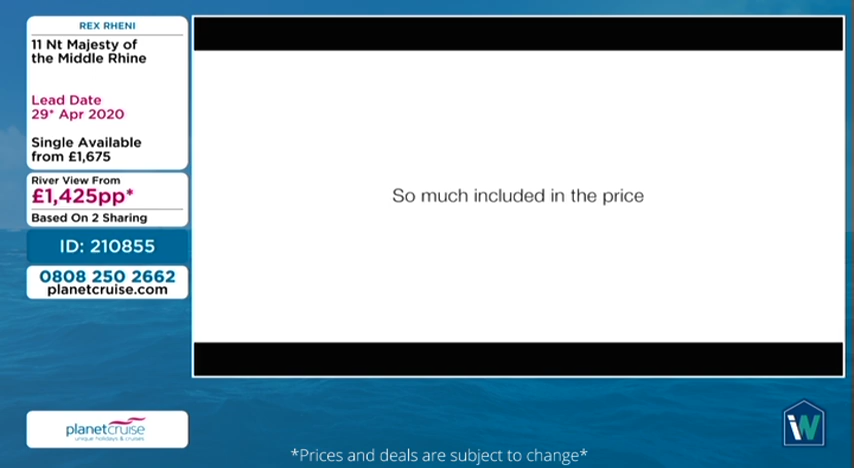 REX RHENI
11 Nt Majesty of
the Middle Rhine
Lead Date
29* Apr 2020
Single Available
from £1,675
River View From
£1,425pp*
Based On 2 Sharing
ID: 210855
0808 250 2662
planetcruise.com
So much included in the price
planetcruise
unique holidays & cruises
iW
*Prices and deals are subject to change*